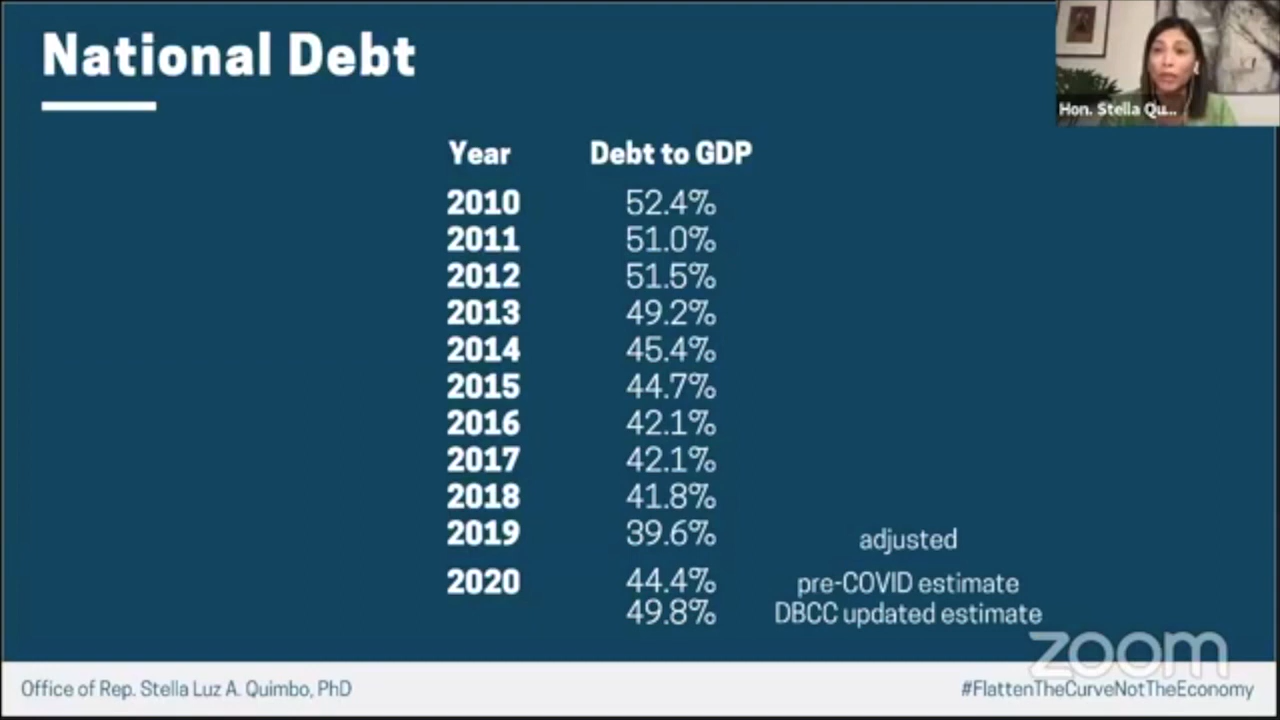 National Debt
Hon. Stella Qu...
Year Debt to GDP
2010 52.4%
2011 51.0%
2012 51.5%
2013 49.2%
2014 45.4%
2015 44.7%
2016 42.1%
2017 42.1%
2018 41.8%
2019 39.6% adjusted
2020 44.4% pre-COVID estimate
49.8% DBCC updated estimate
zoom
Office of Rep. Stella Luz A. Quimbo, PhD #FlattenTheCurveNotTheEconomy